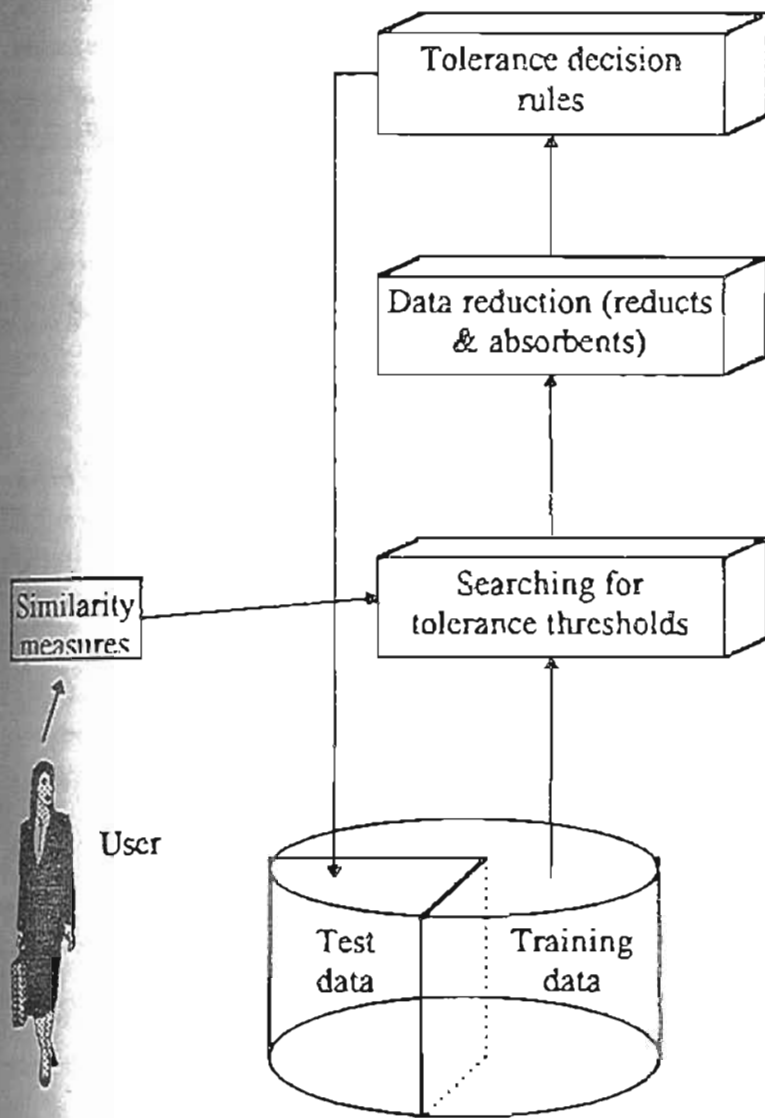 Tolerance decision
rules
Data reduction (reducts
& absorbents)
Searching for
tolerance thresholds
Similarity
measures
User
Test
data
Training
data